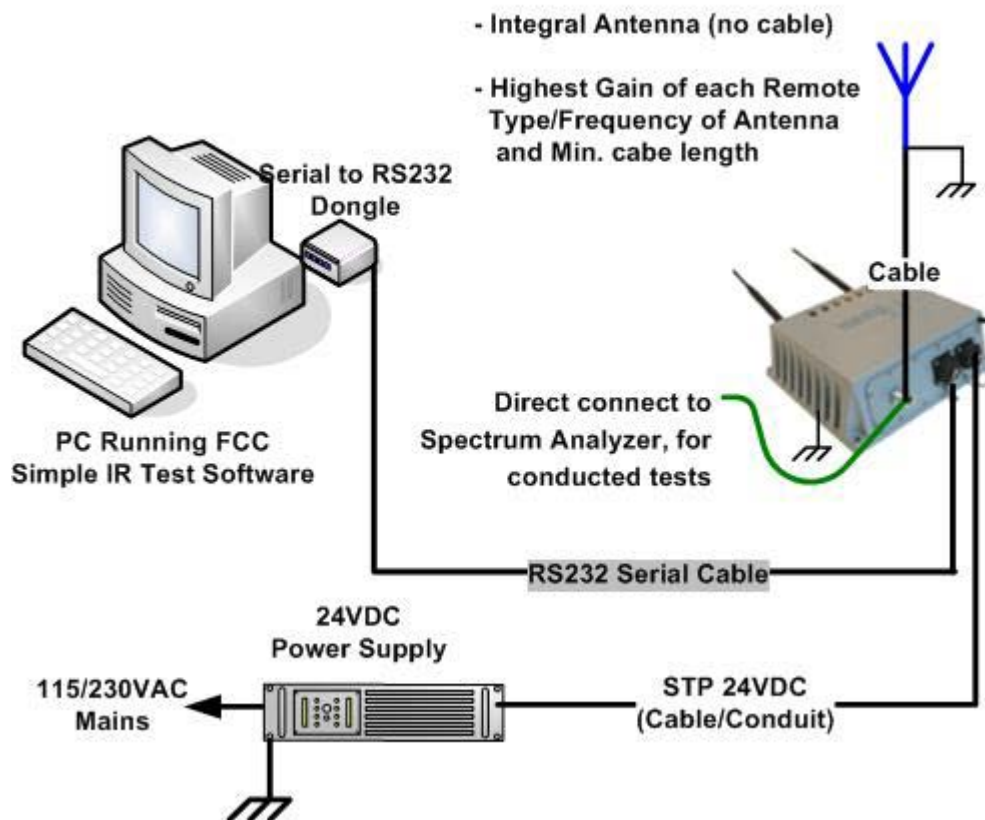 - Integral Antenna (no cable)
- Highest Gain of each Remote
Type/Frequency of Antenna
and Min. cabe length
Serial to RS232
Dongle
Cable
PC Running FCC
Simple IR Test Software
Direct connect to
Spectrum Analyzer, for
conducted tests
RS232 Serial Cable
24VDC
Power Supply
115/230VAC
Mains
STP 24VDC
(Cable/Conduit)